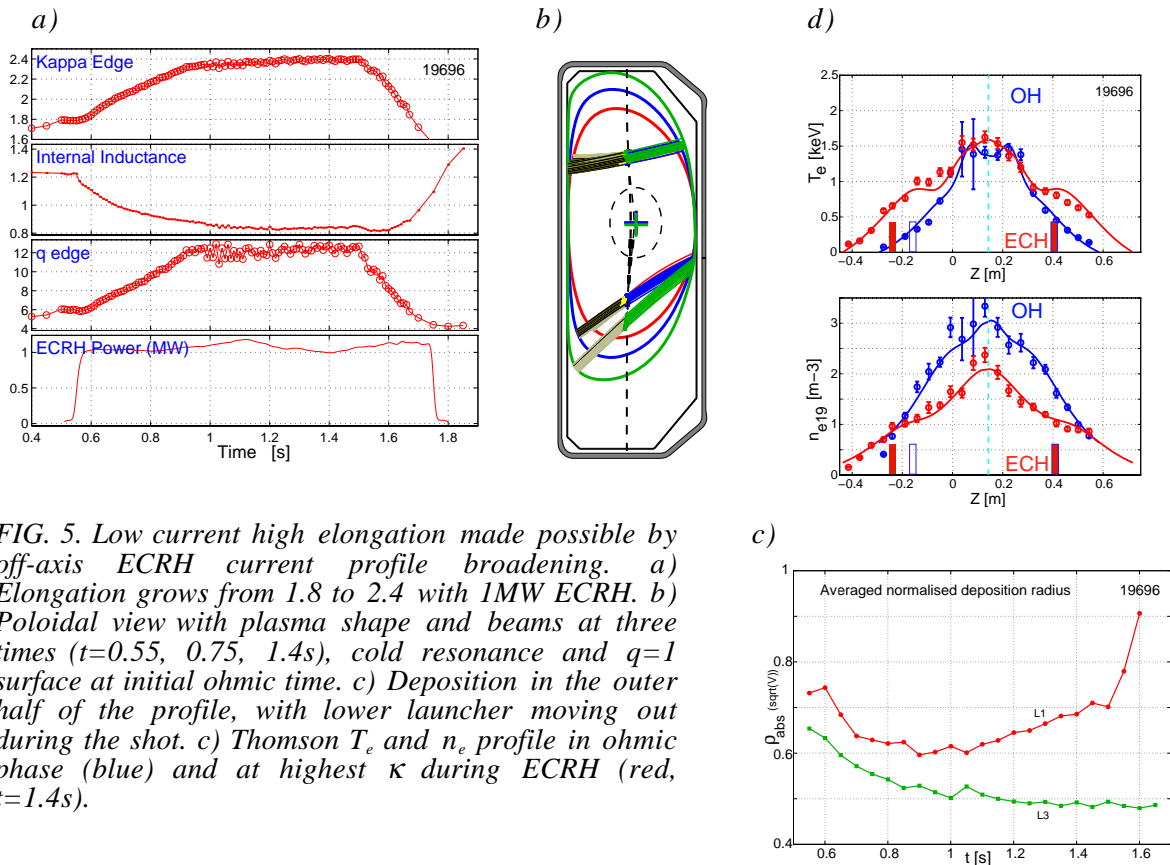 a)
b)
d)
Kappa Edge
19696
2.4
2.2
2
1.8
1.6
Internal Inductance
1.4
1.2
1
0.8
q edge
12
10
8
6
4
ECRH Power (MW)
1
0.5
0
0.4 0.6 0.8 1 1.2 1.4 1.6 1.8
Time [s]
2.5
2
1.5
1
0.5
0
T_e [keV]
OH
19696
ECH
−0.4 −0.2 0 0.2 0.4 0.6
Z [m]
3
2
1
0
n_e19 [m−3]
OH
ECH
−0.4 −0.2 0 0.2 0.4 0.6
Z [m]
FIG. 5. Low current high elongation made possible by
off-axis ECRH current profile broadening. a)
Elongation grows from 1.8 to 2.4 with 1MW ECRH. b)
Poloidal view with plasma shape and beams at three
times (t=0.55, 0.75, 1.4s), cold resonance and q=1
surface at initial ohmic time. c) Deposition in the outer
half of the profile, with lower launcher moving out
during the shot. c) Thomson T_e and n_e profile in ohmic
phase (blue) and at highest κ during ECRH (red,
t=1.4s).
c)
Averaged normalised deposition radius 19696
1
0.8
0.6
0.4
ρ_abs (sqrt(V))
L1
L3
0.6 0.8 1 1.2 1.4 1.6
t [s]